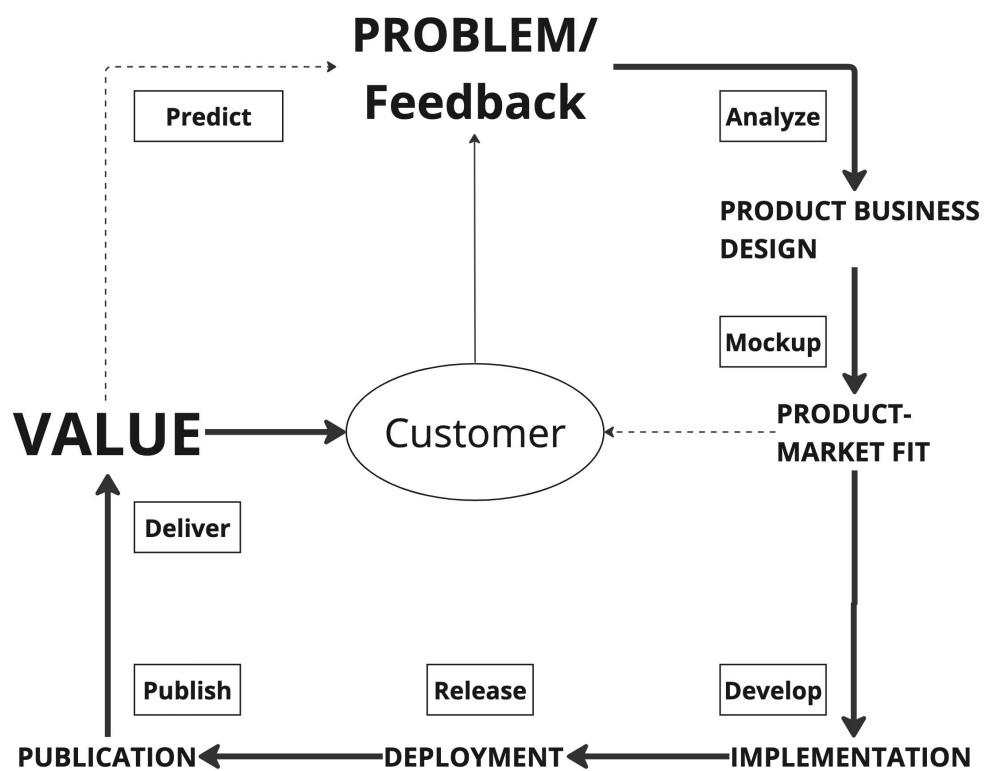 PROBLEM/
Feedback
Predict
Analyze
PRODUCT BUSINESS
DESIGN
Mockup
VALUE
Customer
PRODUCT-
MARKET FIT
Deliver
Publish
Release
Develop
PUBLICATION
DEPLOYMENT
IMPLEMENTATION